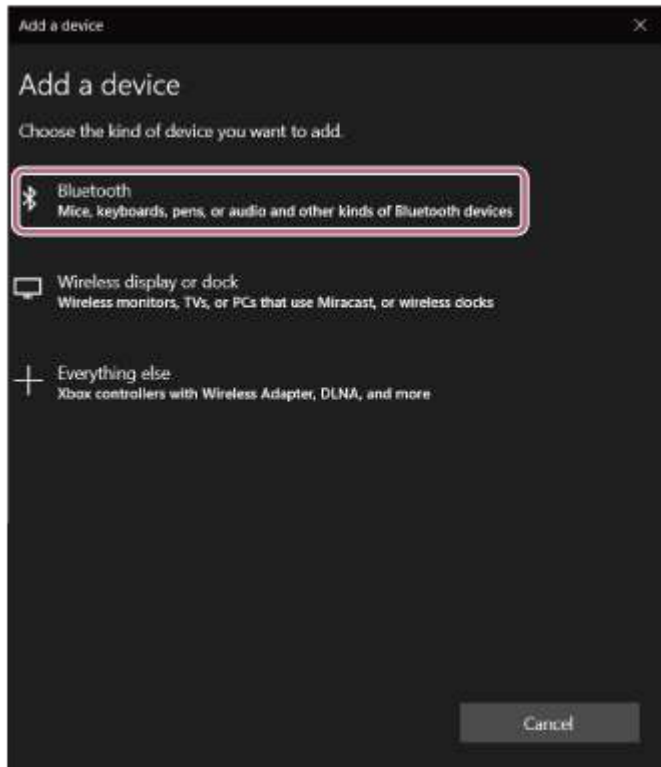 Add a device
Add a device
Choose the kind of device you want to add.
Bluetooth
Mice, keyboards, pens, or audio and other kinds of Bluetooth devices
Wireless display or dock
Wireless monitors, TVs, or PCs that use Miracast, or wireless docks
Everything else
Xbox controllers with Wireless Adapter, DLNA, and more
Cancel